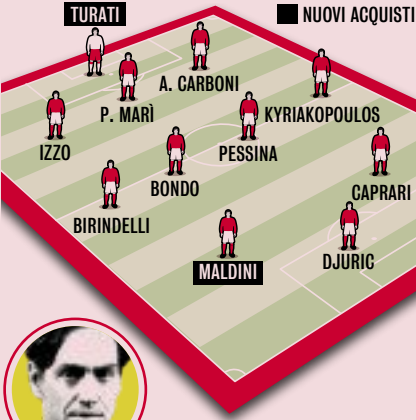 TURATI
NUOVI ACQUISTI
A. CARBONI
P. MARÌ
KYRIAKOPOULOS
IZZO
PESSINA
BONDO
CAPRARI
BIRINDELLI
MALDINI
DJURIC